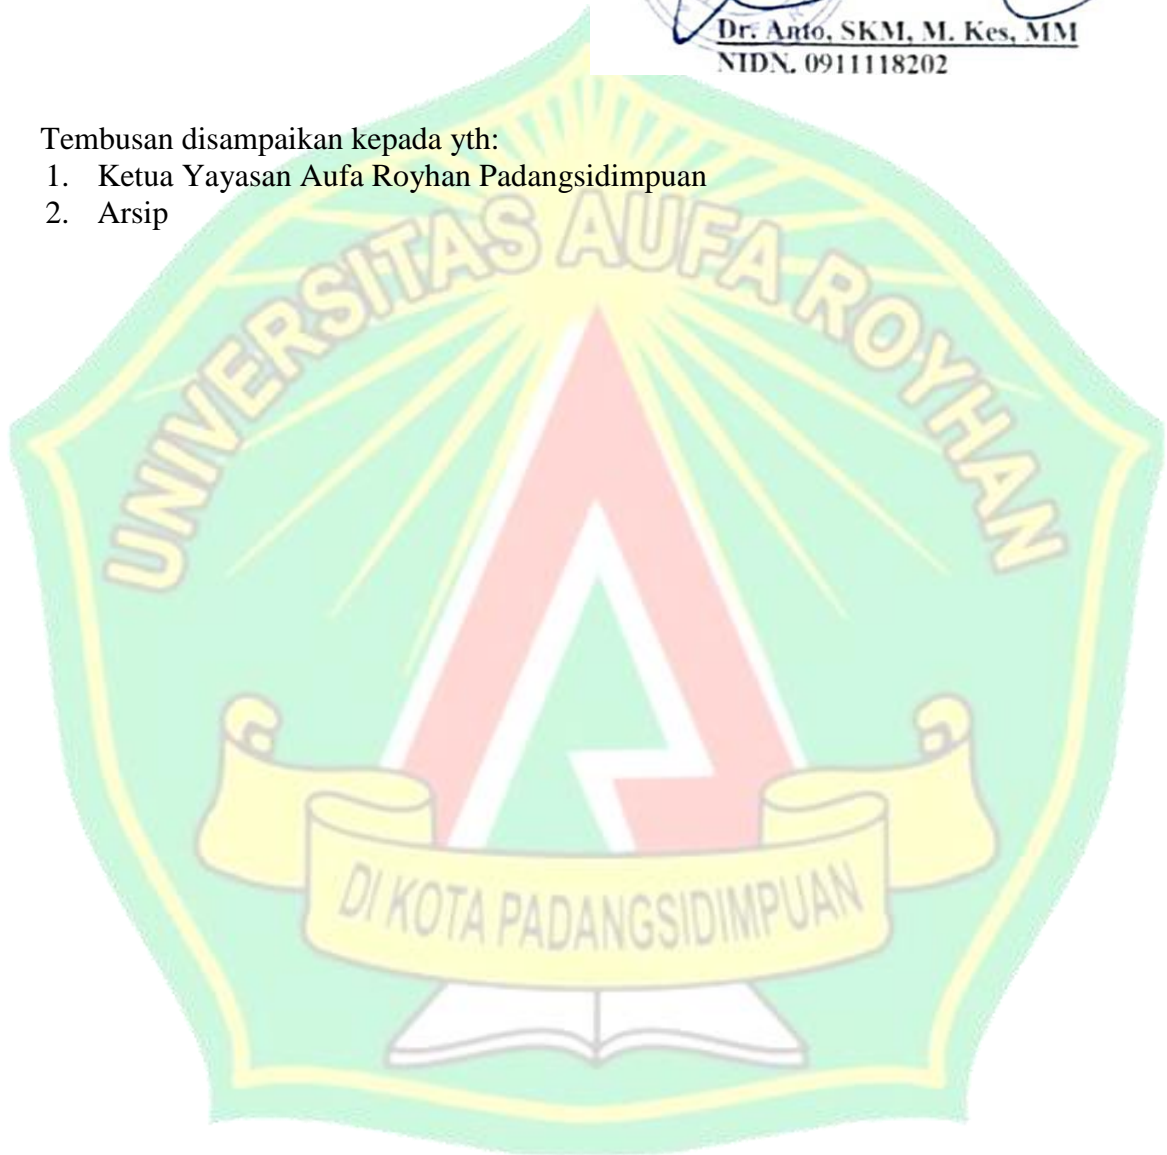 Dr. Anto, SKM, M. Kes, MM
NIDN. 0911118202
Tembusan disampaikan kepada yth:
1. Ketua Yayasan Aufa Royhan Padangsidimpuan
2. Arsip
UNIVERSITAS AUFA ROYHAN
DI KOTA PADANGSIDIMPUAN